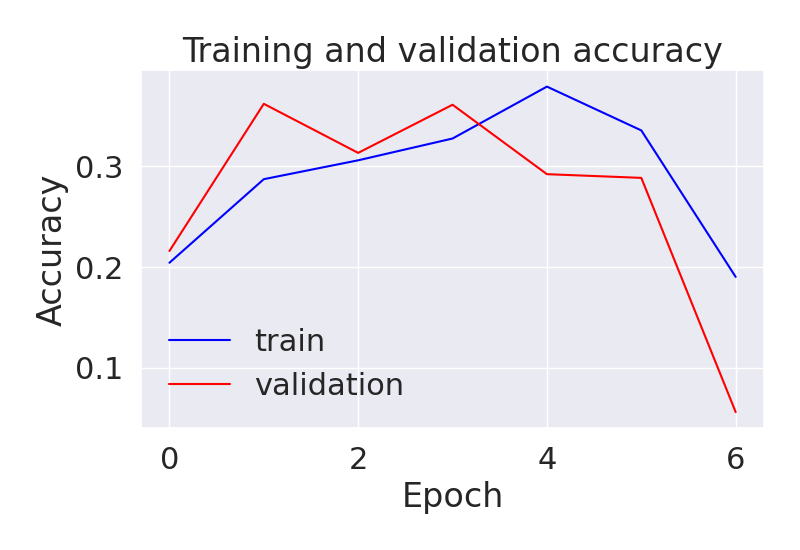 Training and validation accuracy
Accuracy
0.3
0.2
0.1
train
validation
0 2 4 6
Epoch